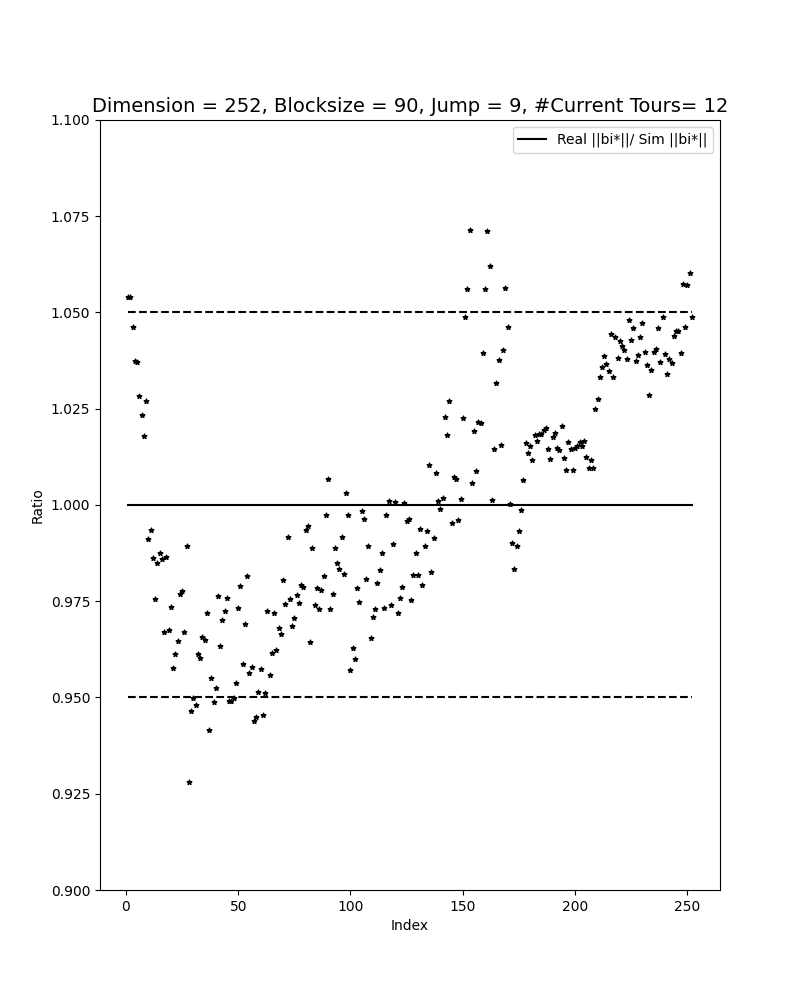 Dimension = 252, Blocksize = 90, Jump = 9, #Current Tours= 12
Real ||bi*||/ Sim ||bi*||
1.100
1.075
1.050
1.025
1.000
0.975
0.950
0.925
0.900
Ratio
0 50 100 150 200 250
Index